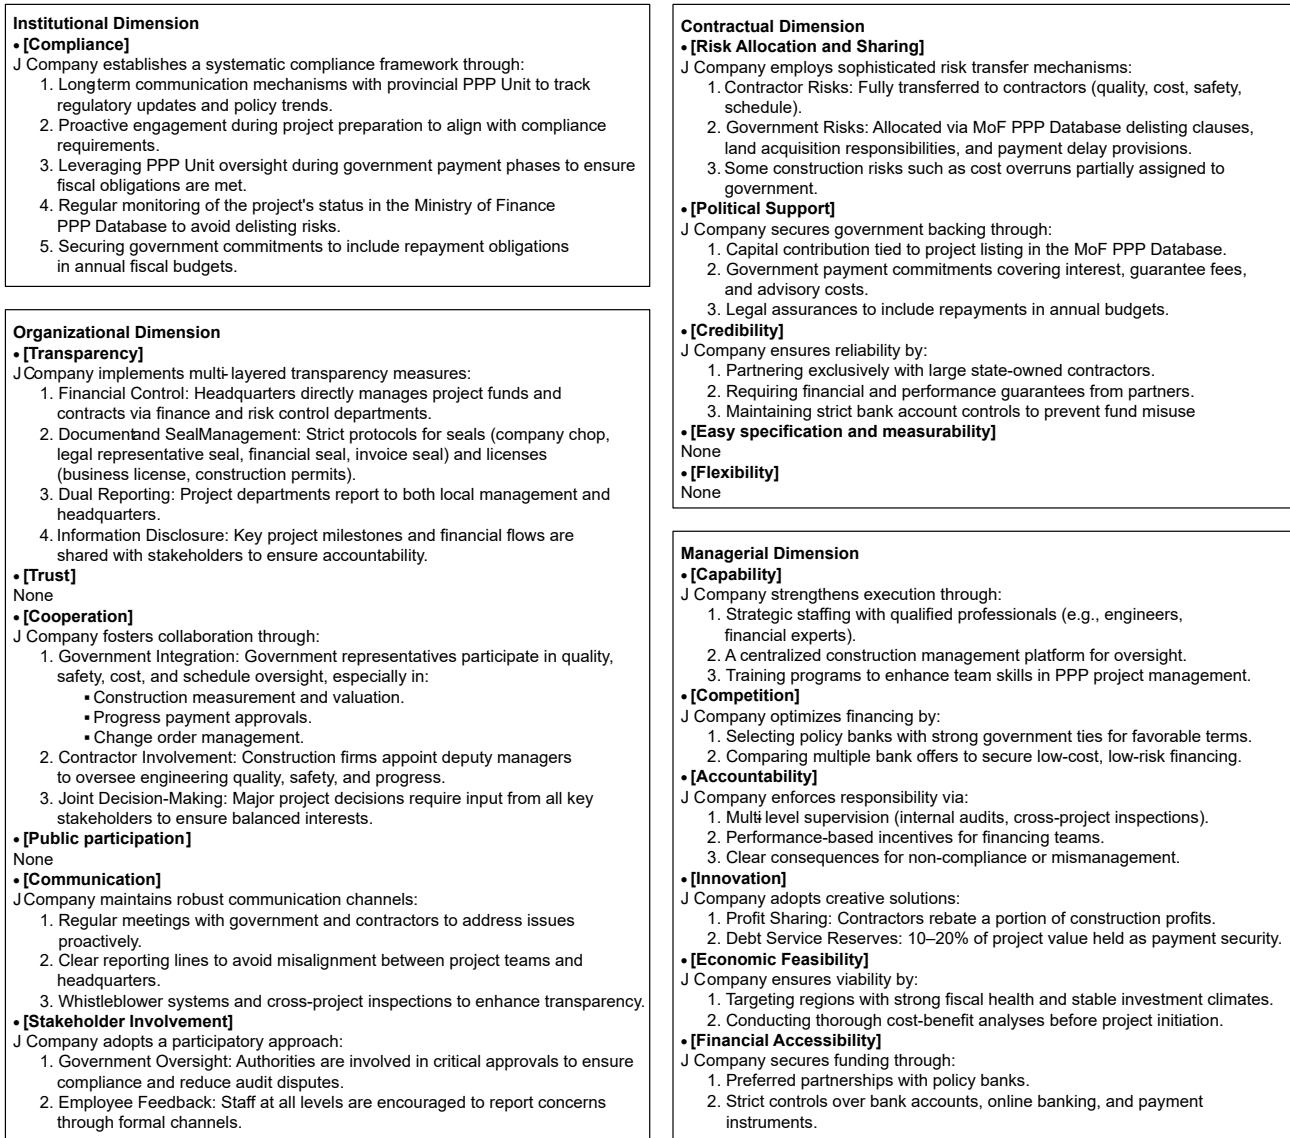 Institutional Dimension
• [Compliance]
J Company establishes a systematic compliance framework through:
1. Long-term communication mechanisms with provincial PPP Unit to track
regulatory updates and policy trends.
2. Proactive engagement during project preparation to align with compliance
requirements.
3. Leveraging PPP Unit oversight during government payment phases to ensure
fiscal obligations are met.
4. Regular monitoring of the project's status in the Ministry of Finance
PPP Database to avoid delisting risks.
5. Securing government commitments to include repayment obligations
in annual fiscal budgets.
Organizational Dimension
• [Transparency]
J Company implements multi-layered transparency measures:
1. Financial Control: Headquarters directly manages project funds and
contracts via finance and risk control departments.
2. Document and Seal Management: Strict protocols for seals (company chop,
legal representative seal, financial seal, invoice seal) and licenses
(business license, construction permits).
3. Dual Reporting: Project departments report to both local management and
headquarters.
4. Information Disclosure: Key project milestones and financial flows are
shared with stakeholders to ensure accountability.
• [Trust]
None
• [Cooperation]
J Company fosters collaboration through:
1. Government Integration: Government representatives participate in quality,
safety, cost, and schedule oversight, especially in:
▪ Construction measurement and valuation.
▪ Progress payment approvals.
▪ Change order management.
2. Contractor Involvement: Construction firms appoint deputy managers
to oversee engineering quality, safety, and progress.
3. Joint Decision-Making: Major project decisions require input from all key
stakeholders to ensure balanced interests.
• [Public participation]
None
• [Communication]
J Company maintains robust communication channels:
1. Regular meetings with government and contractors to address issues
proactively.
2. Clear reporting lines to avoid misalignment between project teams and
headquarters.
3. Whistleblower systems and cross-project inspections to enhance transparency.
• [Stakeholder Involvement]
J Company adopts a participatory approach:
1. Government Oversight: Authorities are involved in critical approvals to ensure
compliance and reduce audit disputes.
2. Employee Feedback: Staff at all levels are encouraged to report concerns
through formal channels.
Contractual Dimension
• [Risk Allocation and Sharing]
J Company employs sophisticated risk transfer mechanisms:
1. Contractor Risks: Fully transferred to contractors (quality, cost, safety,
schedule).
2. Government Risks: Allocated via MoF PPP Database delisting clauses,
land acquisition responsibilities, and payment delay provisions.
3. Some construction risks such as cost overruns partially assigned to
government.
• [Political Support]
J Company secures government backing through:
1. Capital contribution tied to project listing in the MoF PPP Database.
2. Government payment commitments covering interest, guarantee fees,
and advisory costs.
3. Legal assurances to include repayments in annual budgets.
• [Credibility]
J Company ensures reliability by:
1. Partnering exclusively with large state-owned contractors.
2. Requiring financial and performance guarantees from partners.
3. Maintaining strict bank account controls to prevent fund misuse
• [Easy specification and measurability]
None
• [Flexibility]
None
Managerial Dimension
• [Capability]
J Company strengthens execution through:
1. Strategic staffing with qualified professionals (e.g., engineers,
financial experts).
2. A centralized construction management platform for oversight.
3. Training programs to enhance team skills in PPP project management.
• [Competition]
J Company optimizes financing by:
1. Selecting policy banks with strong government ties for favorable terms.
2. Comparing multiple bank offers to secure low-cost, low-risk financing.
• [Accountability]
J Company enforces responsibility via:
1. Multi-level supervision (internal audits, cross-project inspections).
2. Performance-based incentives for financing teams.
3. Clear consequences for non-compliance or mismanagement.
• [Innovation]
J Company adopts creative solutions:
1. Profit Sharing: Contractors rebate a portion of construction profits.
2. Debt Service Reserves: 10–20% of project value held as payment security.
• [Economic Feasibility]
J Company ensures viability by:
1. Targeting regions with strong fiscal health and stable investment climates.
2. Conducting thorough cost-benefit analyses before project initiation.
• [Financial Accessibility]
J Company secures funding through:
1. Preferred partnerships with policy banks.
2. Strict controls over bank accounts, online banking, and payment
instruments.